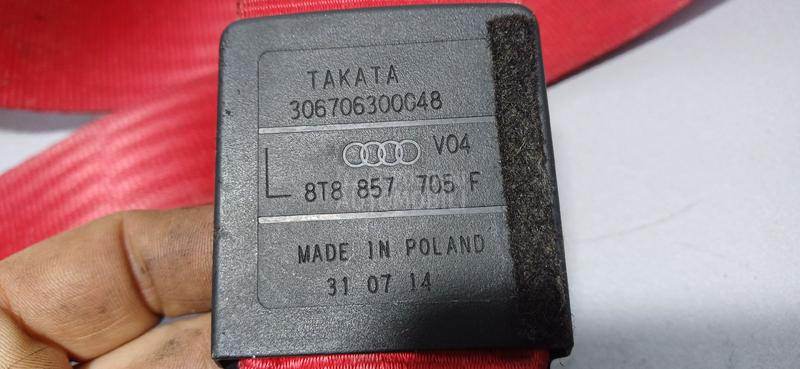 TAKATA
306706300048
V04
L 8T8 857 705 F
MADE IN POLAND
31 07 14